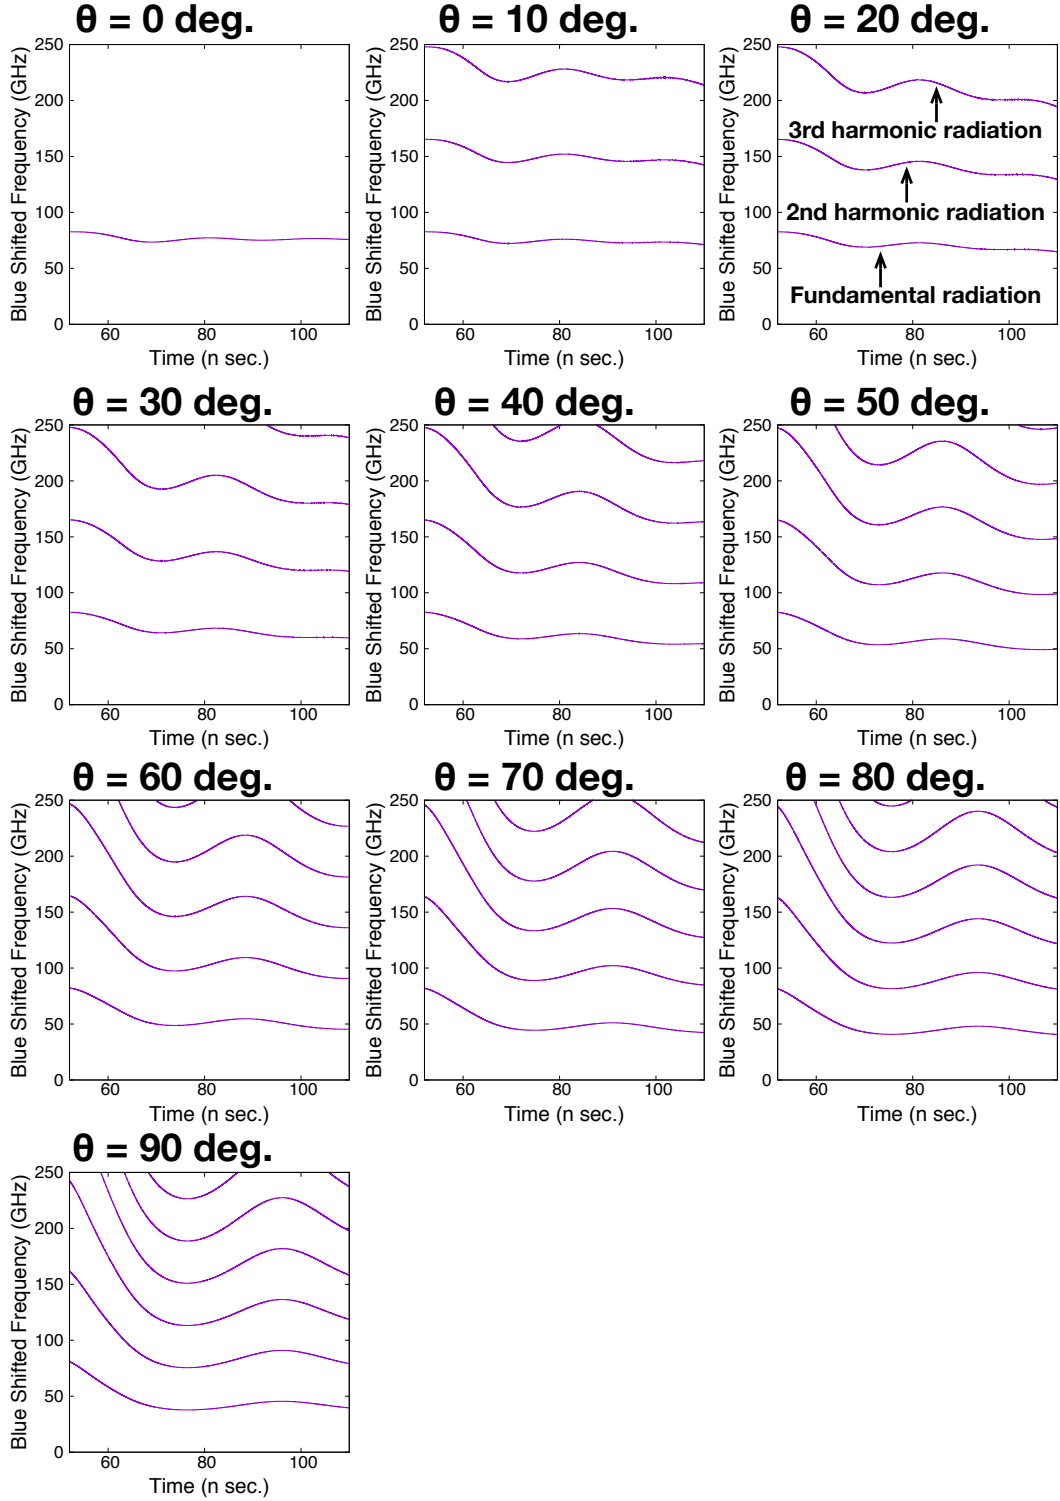 θ = 0 deg.
250
200
150
100
50
0
60
80
100
Blue Shifted Frequency (GHz)
Time (n sec.)
θ = 10 deg.
250
200
150
100
50
0
60
80
100
Blue Shifted Frequency (GHz)
Time (n sec.)
θ = 20 deg.
250
200
150
100
50
0
60
80
100
Blue Shifted Frequency (GHz)
Time (n sec.)
3rd harmonic radiation
2nd harmonic radiation
Fundamental radiation
θ = 30 deg.
250
200
150
100
50
0
60
80
100
Blue Shifted Frequency (GHz)
Time (n sec.)
θ = 40 deg.
250
200
150
100
50
0
60
80
100
Blue Shifted Frequency (GHz)
Time (n sec.)
θ = 50 deg.
250
200
150
100
50
0
60
80
100
Blue Shifted Frequency (GHz)
Time (n sec.)
θ = 60 deg.
250
200
150
100
50
0
60
80
100
Blue Shifted Frequency (GHz)
Time (n sec.)
θ = 70 deg.
250
200
150
100
50
0
60
80
100
Blue Shifted Frequency (GHz)
Time (n sec.)
θ = 80 deg.
250
200
150
100
50
0
60
80
100
Blue Shifted Frequency (GHz)
Time (n sec.)
θ = 90 deg.
250
200
150
100
50
0
60
80
100
Blue Shifted Frequency (GHz)
Time (n sec.)